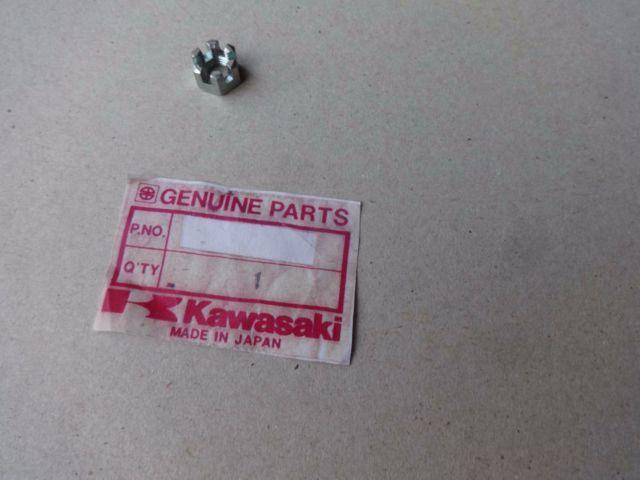 GENUINE PARTS
P.NO.
Q'TY 1
Kawasaki
MADE IN JAPAN